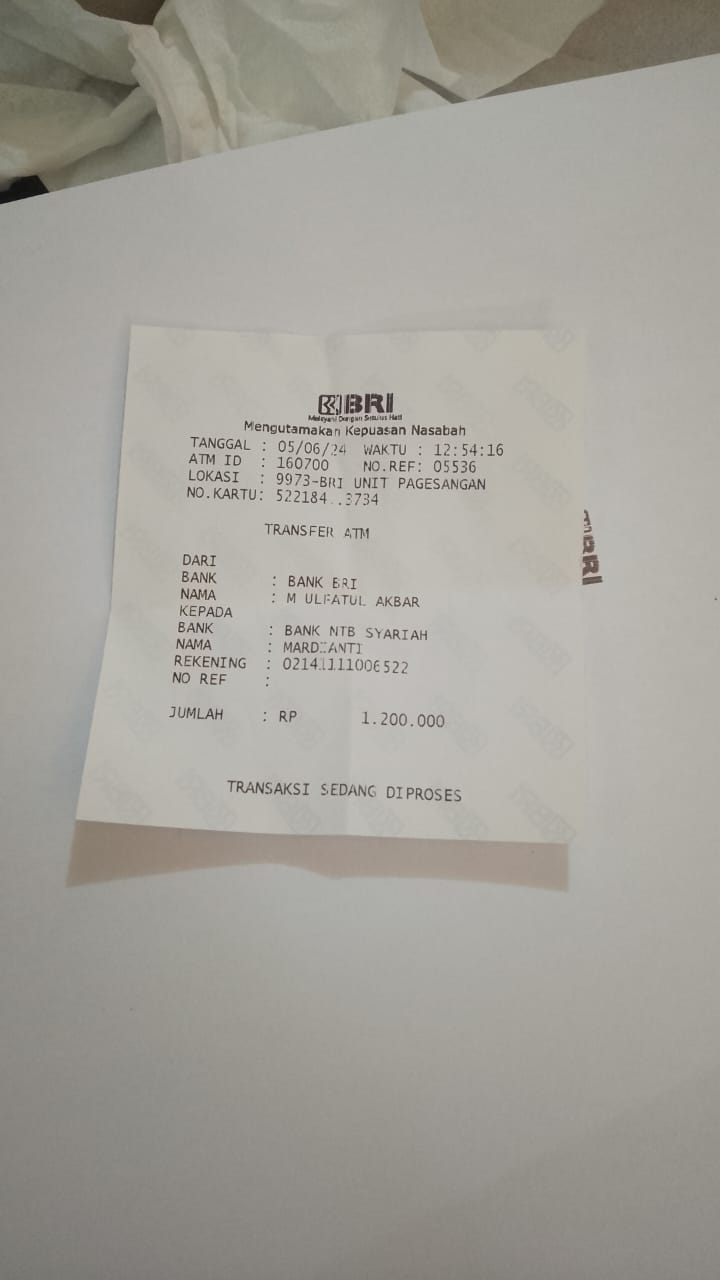 BRI
Melayani Dengan Setulus Hati
Mengutamakan Kepuasan Nasabah
TANGGAL : 05/06/24 WAKTU : 12:54:16
ATM ID : 160700 NO.REF: 05536
LOKASI : 9973-BRI UNIT PAGESANGAN
NO.KARTU: 522184..3734
TRANSFER ATM
DARI
BANK : BANK BRI
NAMA : M ULFATUL AKBAR
KEPADA
BANK : BANK NTB SYARIAH
NAMA : MARDIANTI
REKENING : 02141111006522
NO REF :
JUMLAH : RP 1.200.000
TRANSAKSI SEDANG DIPROSES
BRI